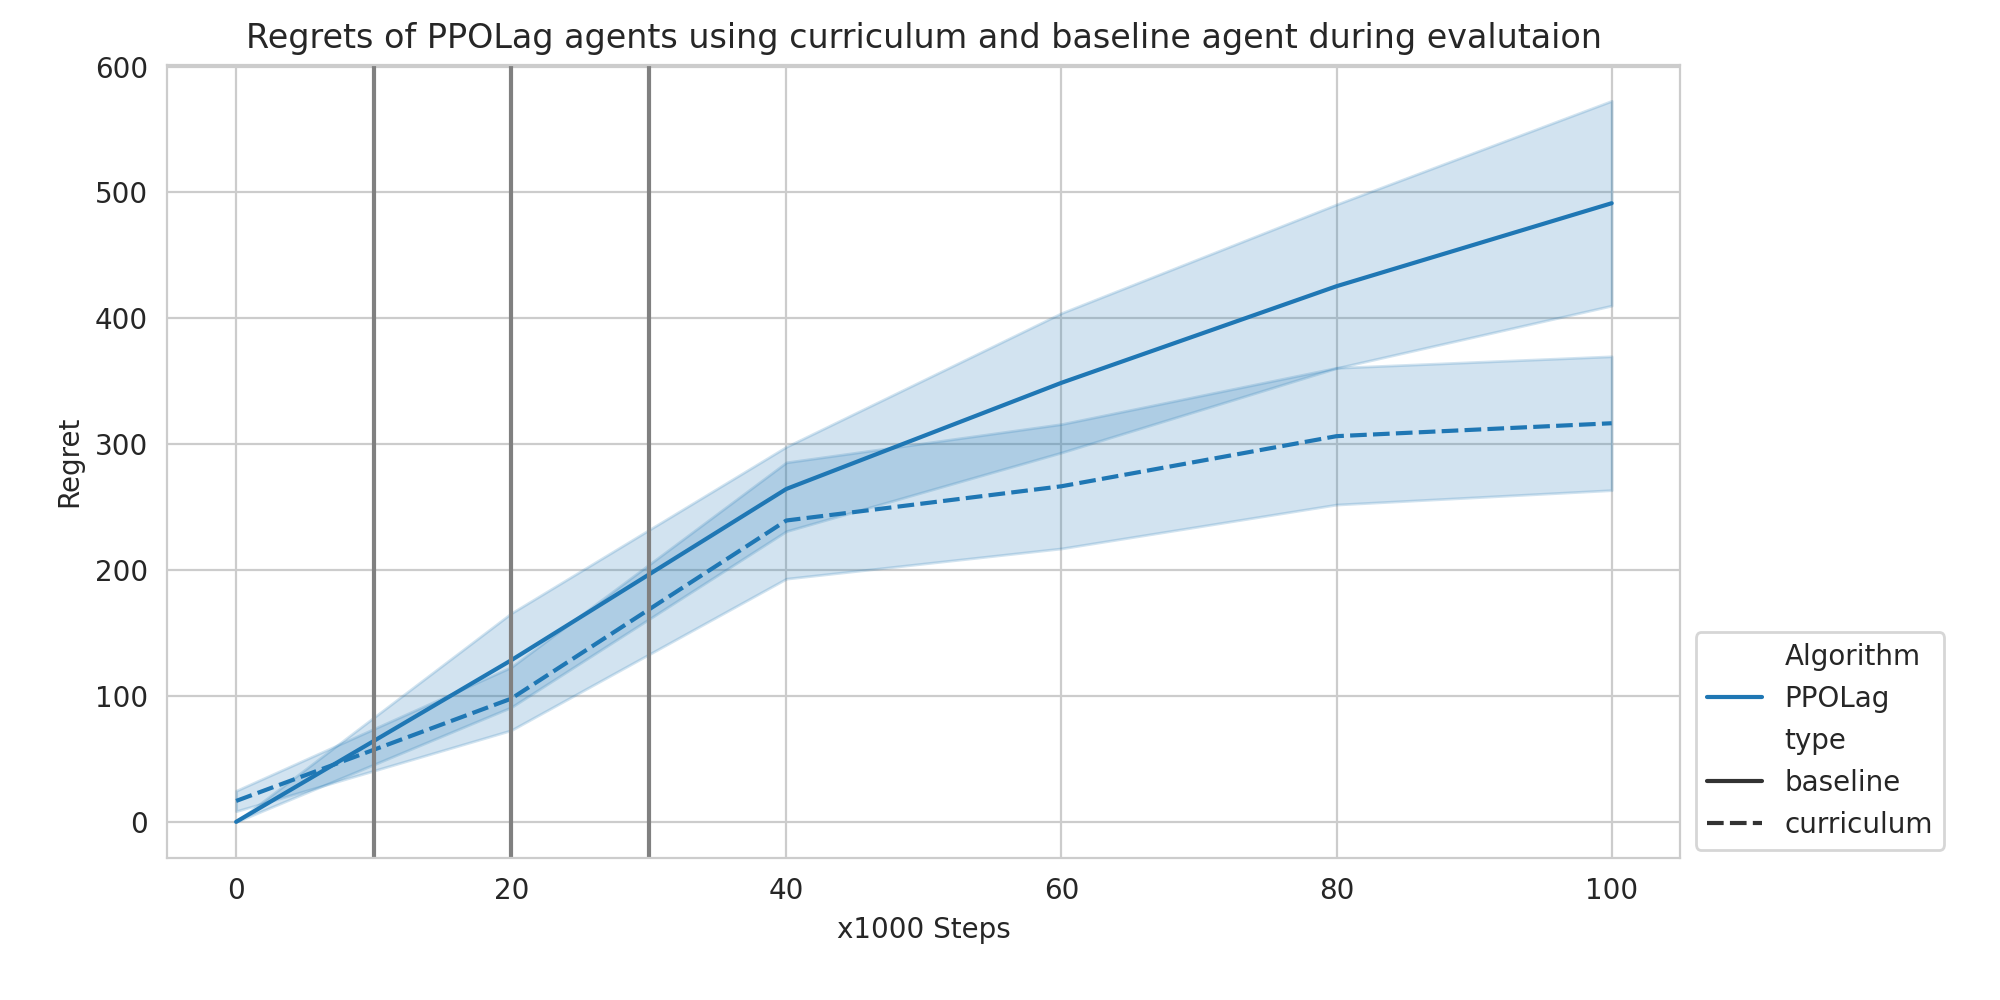 Regrets of PPOLag agents using curriculum and baseline agent during evalutaion
600
500
400
300
200
100
0
Regret
0 20 40 60 80 100
x1000 Steps
Algorithm
PPOLag
type
baseline
curriculum